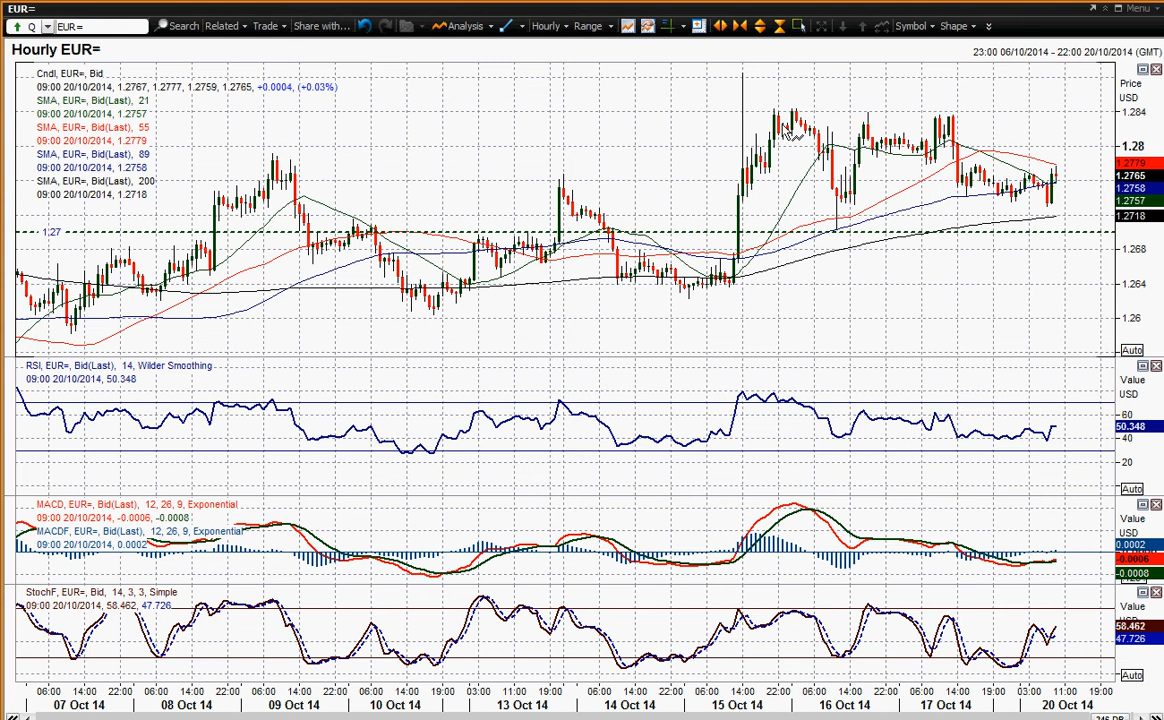 EUR=
Menu
Q EUR= Search Related Trade Share with... Analysis Hourly Range Symbol Shape
Hourly EUR=
23:00 06/10/2014 - 22:00 20/10/2014 (GMT)
Cndl, EUR=, Bid
09:00 20/10/2014, 1.2767, 1.2777, 1.2759, 1.2765, +0.0004, (+0.03%)
SMA, EUR=, Bid(Last), 21
09:00 20/10/2014, 1.2757
SMA, EUR=, Bid(Last), 55
09:00 20/10/2014, 1.2779
SMA, EUR=, Bid(Last), 89
09:00 20/10/2014, 1.2758
SMA, EUR=, Bid(Last), 200
09:00 20/10/2014, 1.2718
Price
USD
1.284
1.28
1.2779
1.2765
1.2758
1.2757
1.2718
1.27
1.268
1.264
1.26
Auto
RSI, EUR=, Bid(Last), 14, Wilder Smoothing
09:00 20/10/2014, 50.348
Value
USD
60
50.348
40
20
Auto
MACD, EUR=, Bid(Last), 12, 26, 9, Exponential
09:00 20/10/2014, -0.0006, -0.0008
MACDF, EUR=, Bid(Last), 12, 26, 9, Exponential
09:00 20/10/2014, 0.0002
Value
USD
0.0002
-0.0006
-0.0008
StochF, EUR=, Bid, 14, 3, 3, Simple
09:00 20/10/2014, 58.462, 47.726
Value
USD
58.462
47.726
Auto
06:00 14:00 22:00 06:00 14:00 22:00 06:00 14:00 22:00 06:00 14:00 19:00 03:00 11:00 19:00 06:00 14:00 22:00 06:00 14:00 22:00 06:00 14:00 22:00 06:00 14:00 19:00 03:00 11:00 19:00
07 Oct 14 08 Oct 14 09 Oct 14 10 Oct 14 13 Oct 14 14 Oct 14 15 Oct 14 16 Oct 14 17 Oct 14 20 Oct 14